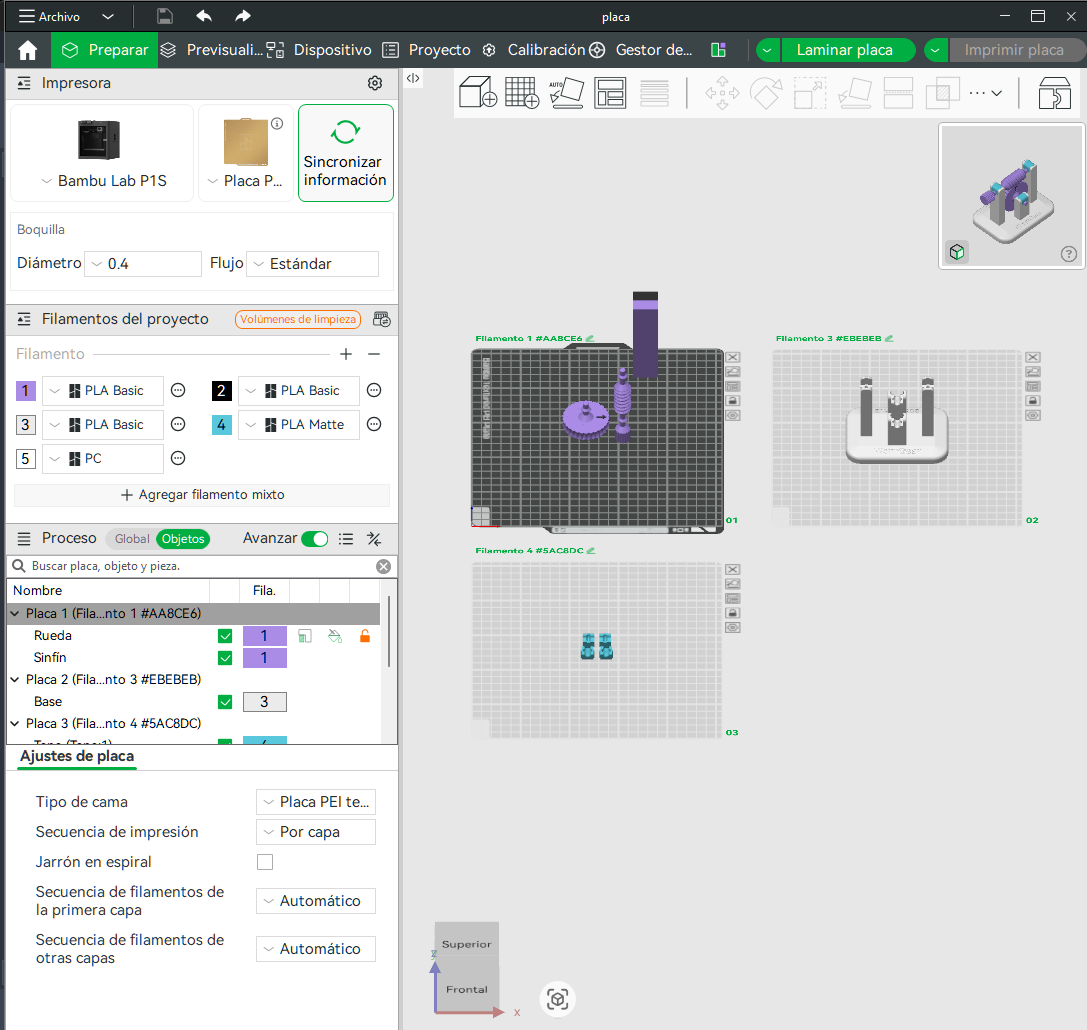 Archivo
placa
Preparar
Previsuali...
Dispositivo
Proyecto
Calibración
Gestor de...
Laminar placa
Imprimir placa
Impresora
Bambu Lab P1S
Placa P...
Sincronizar
información
Boquilla
Diámetro
0.4
Flujo
Estándar
Filamentos del proyecto
Volúmenes de limpieza
Filamento
1
PLA Basic
2
PLA Basic
3
PLA Basic
4
PLA Matte
5
PC
Agregar filamento mixto
Proceso
Global
Objetos
Avanzar
Buscar placa, objeto y pieza.
Nombre
Fila.
Placa 1 (Fila...nto 1 #AA8CE6)
Rueda
1
Sinfín
1
Placa 2 (Fila...nto 3 #EBEBEB)
Base
3
Placa 3 (Fila...nto 4 #5AC8DC)
Ajustes de placa
Tipo de cama
Placa PEI te...
Secuencia de impresión
Por capa
Jarrón en espiral
Secuencia de filamentos de
la primera capa
Automático
Secuencia de filamentos de
otras capas
Automático
AUTO
Filamento 1 #AA8CE6
01
Filamento 3 #EBEBEB
02
Filamento 4 #5AC8DC
03
Superior
Frontal
Z
X